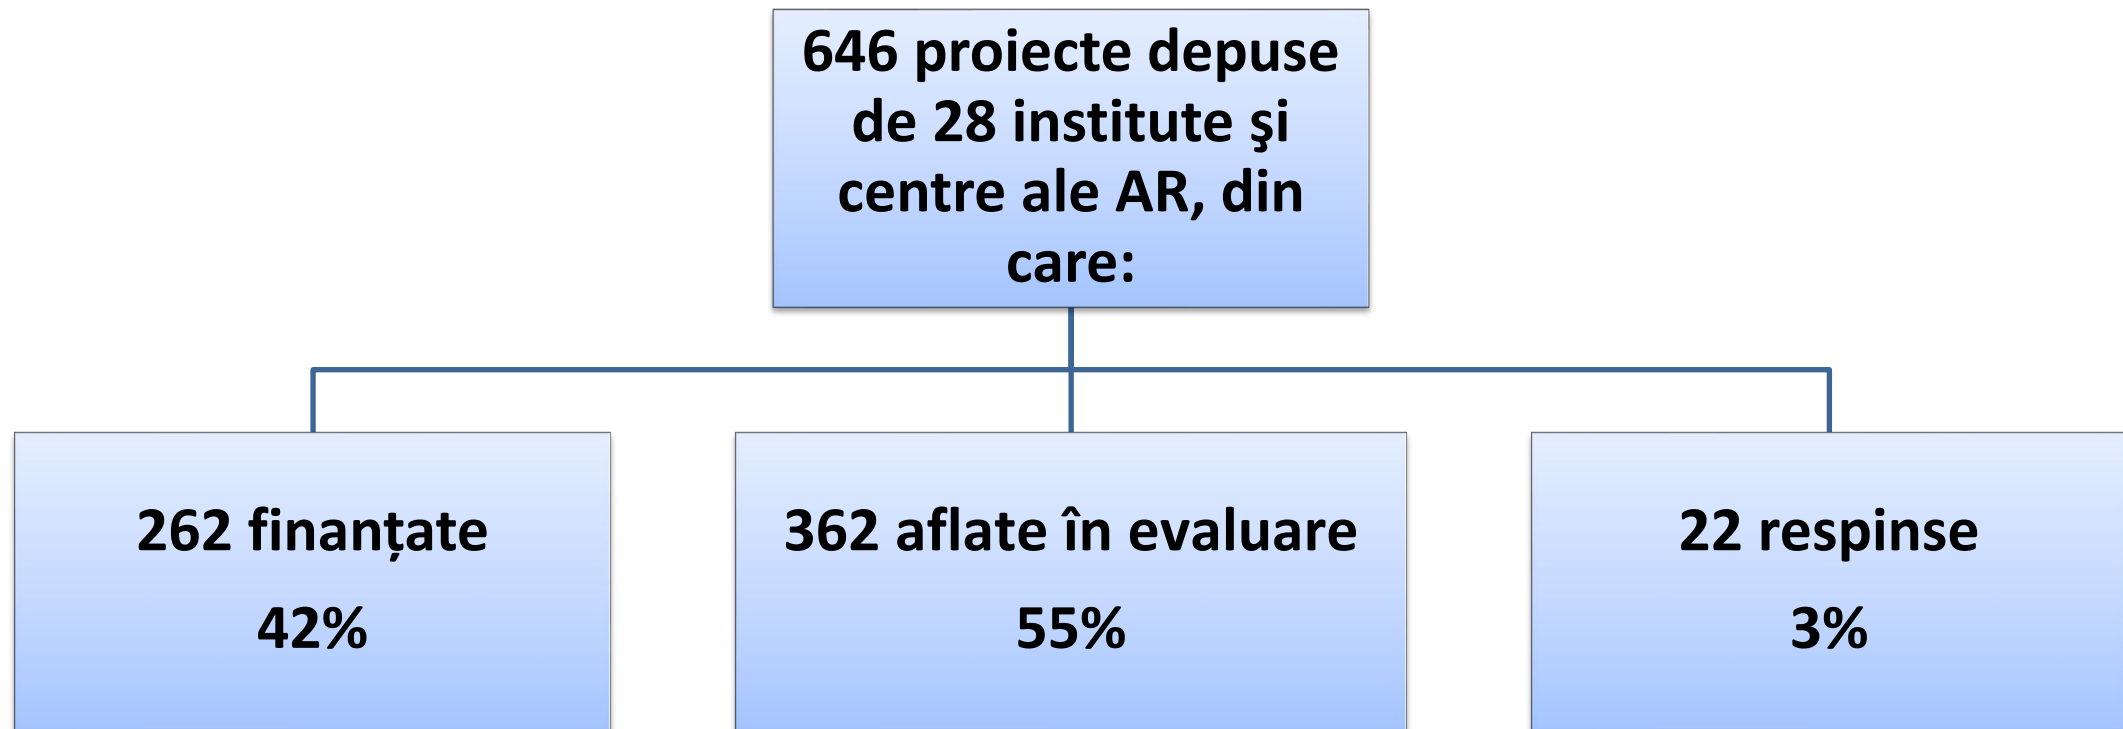 646 proiecte depuse
de 28 institute şi
centre ale AR, din
care:
262 finanțate
42%
362 aflate în evaluare
55%
22 respinse
3%